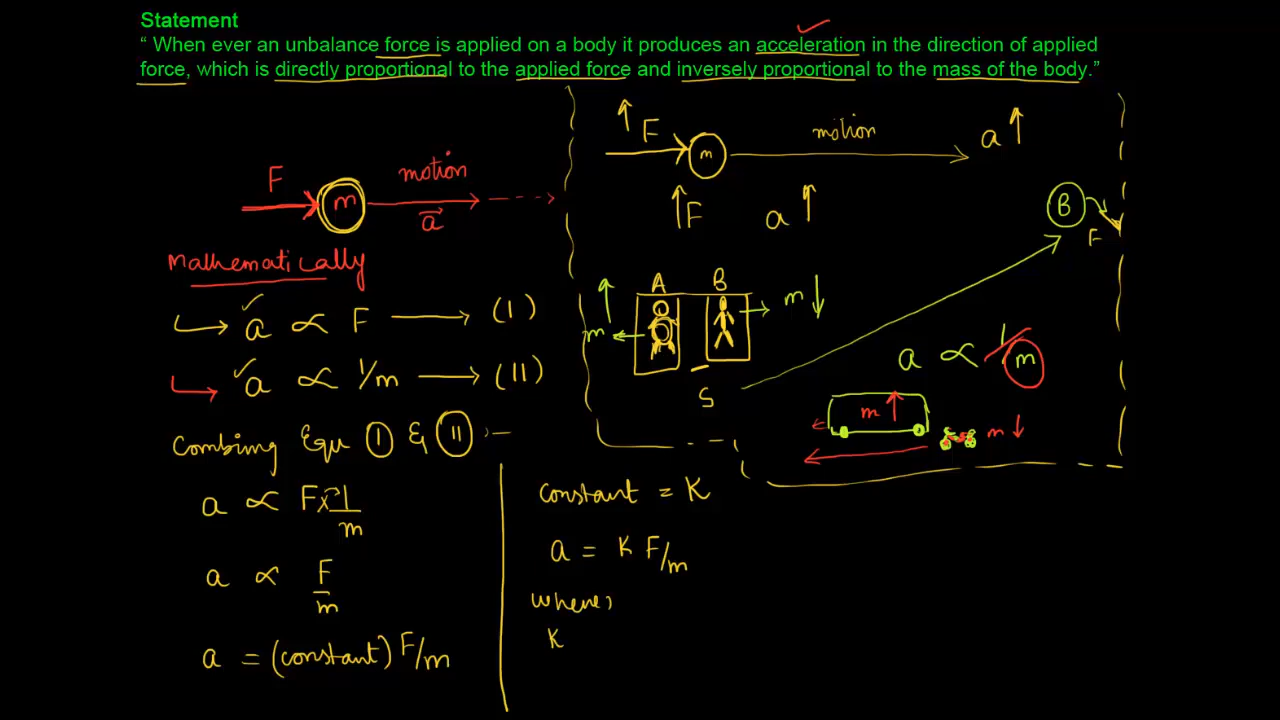 Statement
“ When ever an unbalance force is applied on a body it produces an acceleration in the direction of applied
force, which is directly proportional to the applied force and inversely proportional to the mass of the body.”
F m motion a
F m motion a
F a
B F
Mathematically
a ∝ F (I)
a ∝ 1/m (II)
A B
m m
S
a ∝ 1/m
m m
Combing Equ I & II :-
a ∝ F×1/m
a ∝ F/m
a = (constant) F/m
constant = K
a = K F/m
where,
K